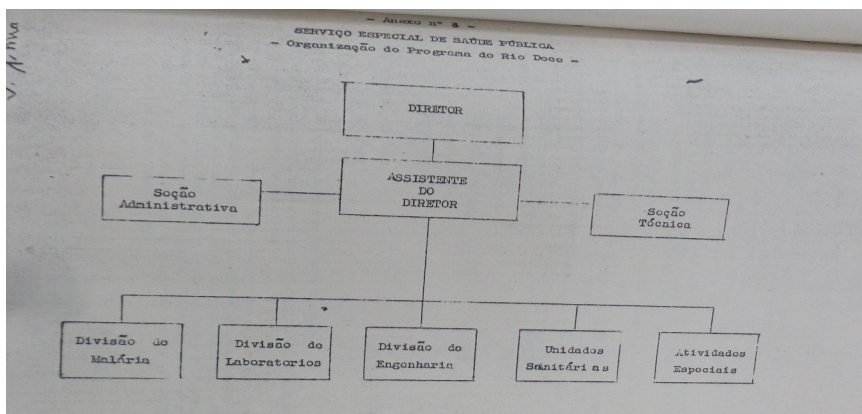 - Anexo nº 3 -
SERVIÇO ESPECIAL DE SAÚDE PÚBLICA
- Organização do Programa do Rio Doce -
DIRETOR
ASSISTENTE
DO
DIRETOR
Seção
Administrativa
Seção
Técnica
Divisão de
Malária
Divisão de
Laboratorios
Divisão de
Engenharia
Unidades
Sanitárias
Atividades
Especiais